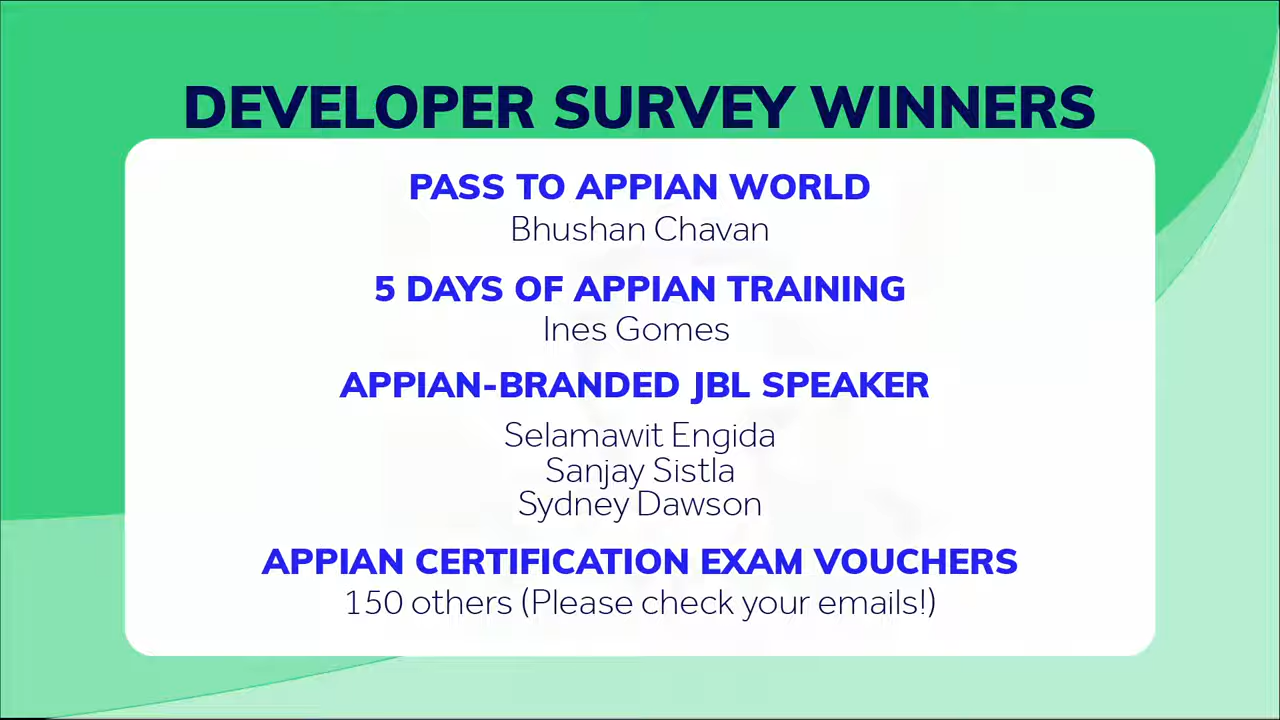 DEVELOPER SURVEY WINNERS
PASS TO APPIAN WORLD
Bhushan Chavan
5 DAYS OF APPIAN TRAINING
Ines Gomes
APPIAN-BRANDED JBL SPEAKER
Selamawit Engida
Sanjay Sistla
Sydney Dawson
APPIAN CERTIFICATION EXAM VOUCHERS
150 others (Please check your emails!)